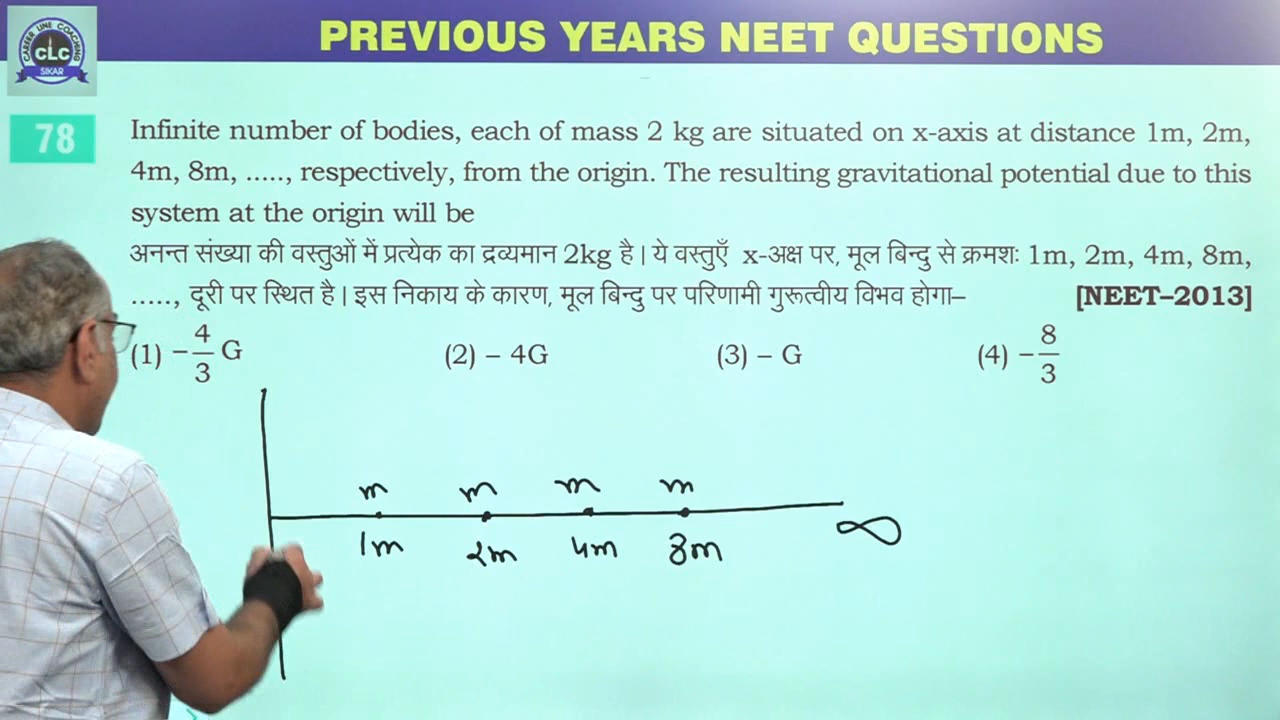 PREVIOUS YEARS NEET QUESTIONS
CAREER LINE COACHING
CLC
SIKAR
78
Infinite number of bodies, each of mass 2 kg are situated on x-axis at distance 1m, 2m,
4m, 8m, ....., respectively, from the origin. The resulting gravitational potential due to this
system at the origin will be
अनन्त संख्या की वस्तुओं में प्रत्येक का द्रव्यमान 2kg है। ये वस्तुएँ x-अक्ष पर, मूल बिन्दु से क्रमशः 1m, 2m, 4m, 8m,
....., दूरी पर स्थित है। इस निकाय के कारण, मूल बिन्दु पर परिणामी गुरूत्वीय विभव होगा– [NEET–2013]
(1) −4/3 G (2) – 4G (3) – G (4) −8/3
m m m m
1m 2m 4m 8m ∞